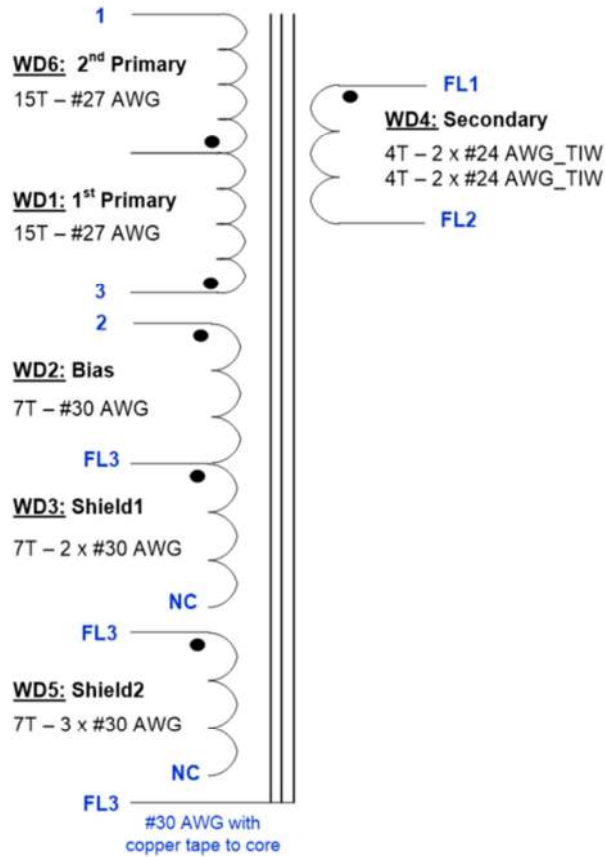 1
WD6: 2nd Primary
15T – #27 AWG
WD1: 1st Primary
15T – #27 AWG
3
2
WD2: Bias
7T – #30 AWG
FL3
WD3: Shield1
7T – 2 x #30 AWG
NC
FL3
WD5: Shield2
7T – 3 x #30 AWG
NC
FL3
#30 AWG with
copper tape to core
FL1
WD4: Secondary
4T – 2 x #24 AWG_TIW
4T – 2 x #24 AWG_TIW
FL2